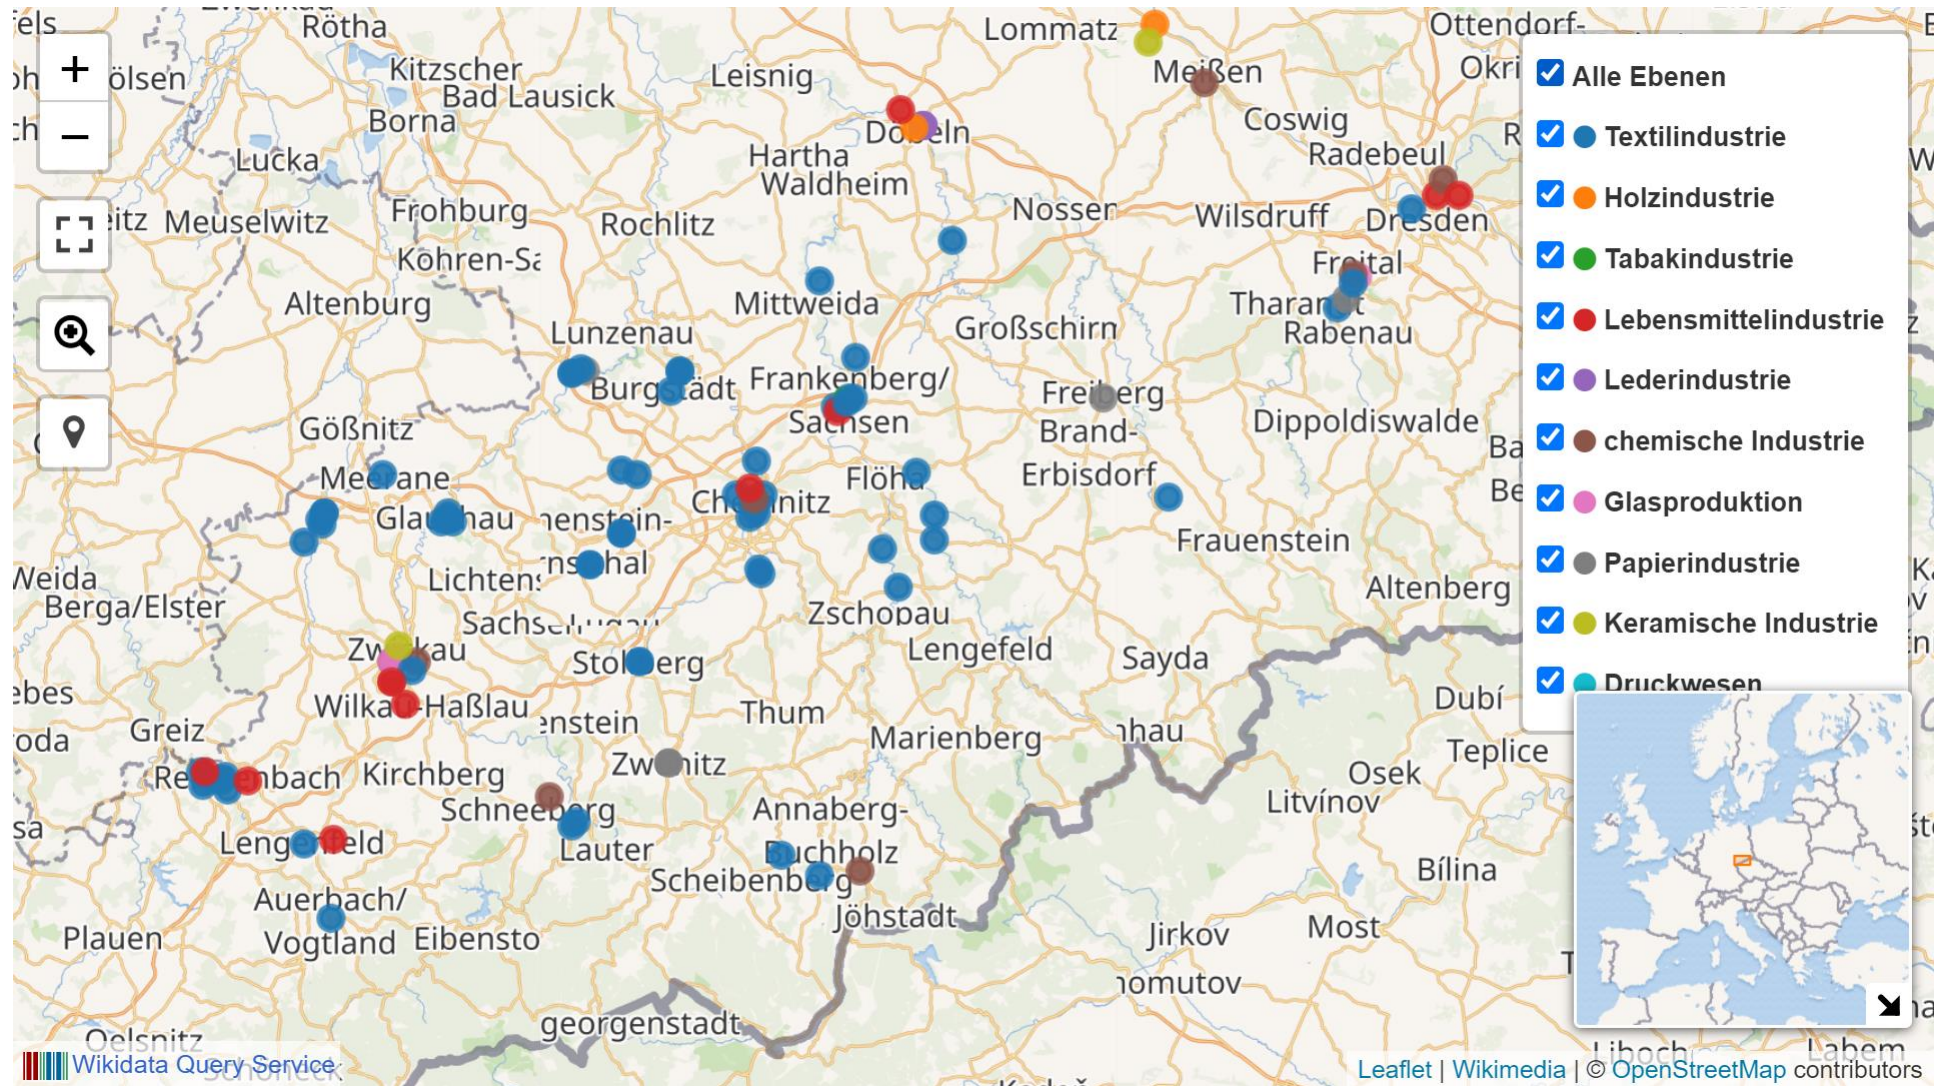 Rötha
Lommatz
Ottendorf-
Kitzscher
Leisnig
Meißen
Okri
ölsen
Bad Lausick
Borna
Coswig
Döbeln
Lucka
Hartha
Radebeul
Waldheim
Meuselwitz
Frohburg
Rochlitz
Nossen
Wilsdruff
Dresden
Freital
Altenburg
Mittweida
Tharandt
Lunzenau
Großschirm
Rabenau
Burgstädt
Frankenberg/
Sachsen
Freiberg
Brand-
Erbisdorf
Dippoldiswalde
Gößnitz
Meerane
Flöha
Glauchau
Chemnitz
Frauenstein
Weida
Altenberg
Berga/Elster
Zschopau
Zwickau
Stollberg
Lengefeld
Sayda
Wilkau-Haßlau
Dubí
Greiz
enstein
Thum
Marienberg
Teplice
Reichenbach
Kirchberg
Zwönitz
Osek
Schneeberg
Annaberg-
Buchholz
Litvínov
Lengenfeld
Lauter
Scheibenberg
Bílina
Auerbach/
Vogtland
Jöhstadt
Plauen
Eibensto
Jirkov
Most
omutov
georgenstadt
Oelsnitz
Alle Ebenen
Textilindustrie
Holzindustrie
Tabakindustrie
Lebensmittelindustrie
Lederindustrie
chemische Industrie
Glasproduktion
Papierindustrie
Keramische Industrie
Druckwesen
Wikidata Query Service
Leaflet | Wikimedia | © OpenStreetMap contributors